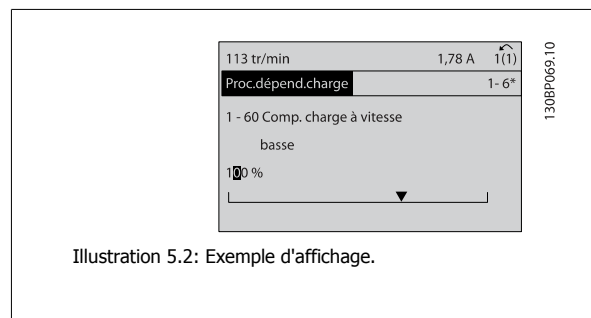 113 tr/min 1,78 A 1(1)
Proc.dépend.charge 1- 6*
1 - 60 Comp. charge à vitesse
basse
100 %
130BP069.10
Illustration 5.2: Exemple d'affichage.